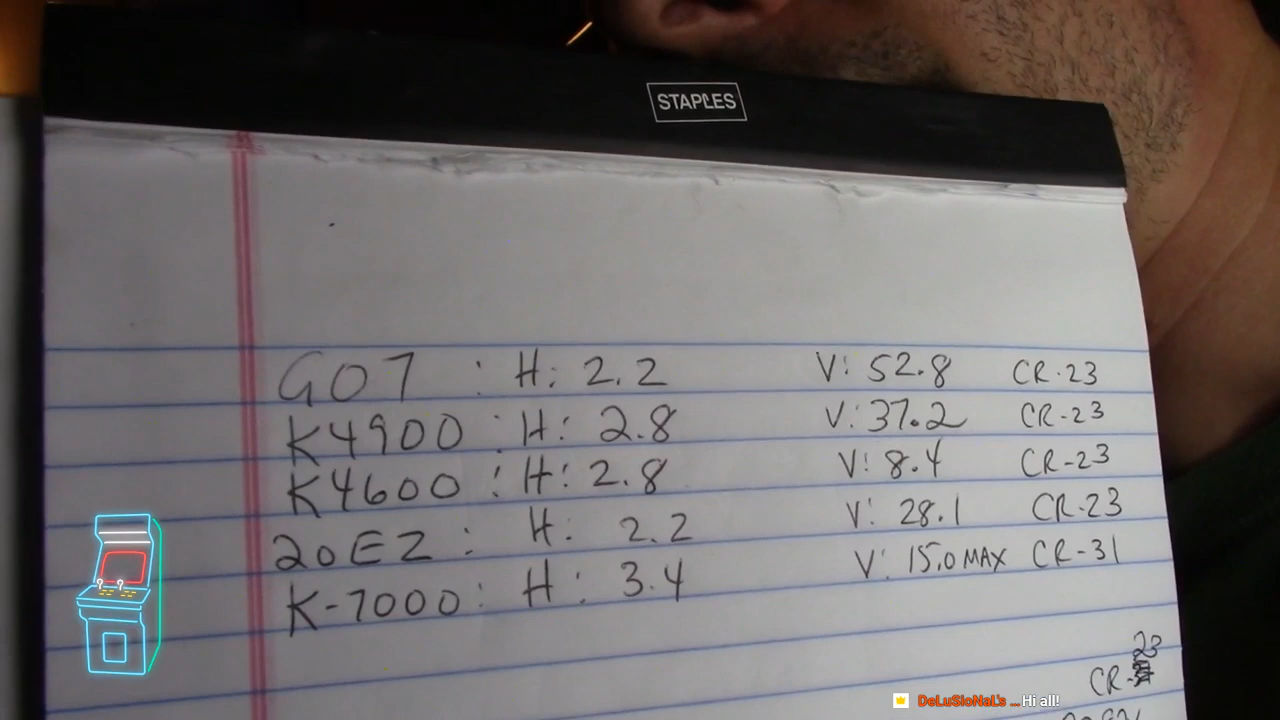 STAPLES
GO7 : H: 2.2 V: 52.8 CR-23
K4900 : H: 2.8 V: 37.2 CR-23
K4600 : H: 2.8 V: 8.4 CR-23
20EZ : H: 2.2 V: 28.1 CR-23
K-7000 : H: 3.4 V: 15.0 MAX CR-31
23
CR-
DeLuSioNaL's ... Hi all!